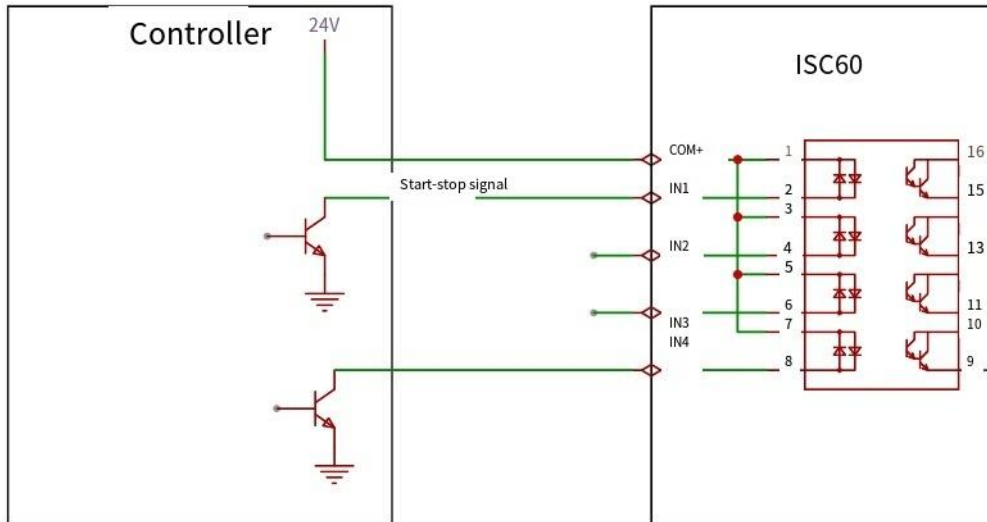 Controller
24V
ISC60
COM+
1
16
Start-stop signal
IN1
2
15
3
IN2
4
13
5
6
11
IN3
7
10
IN4
8
9